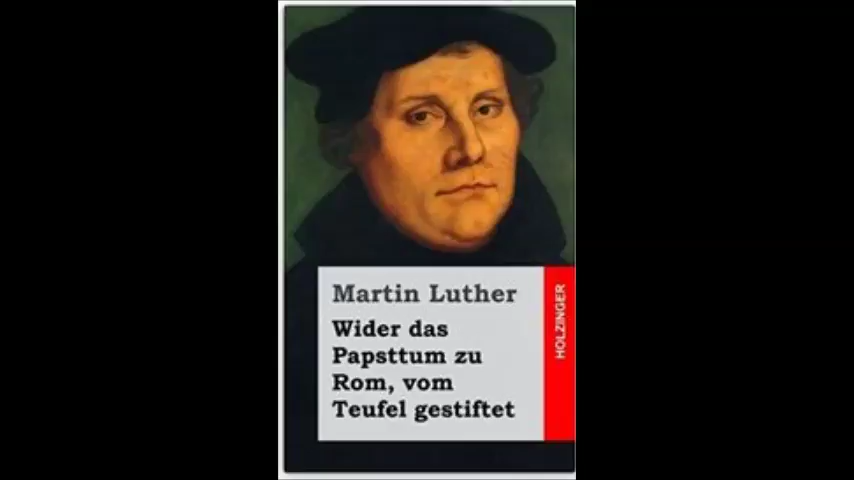 Martin Luther
Wider das
Papsttum zu
Rom, vom
Teufel gestiftet
HOLZINGER